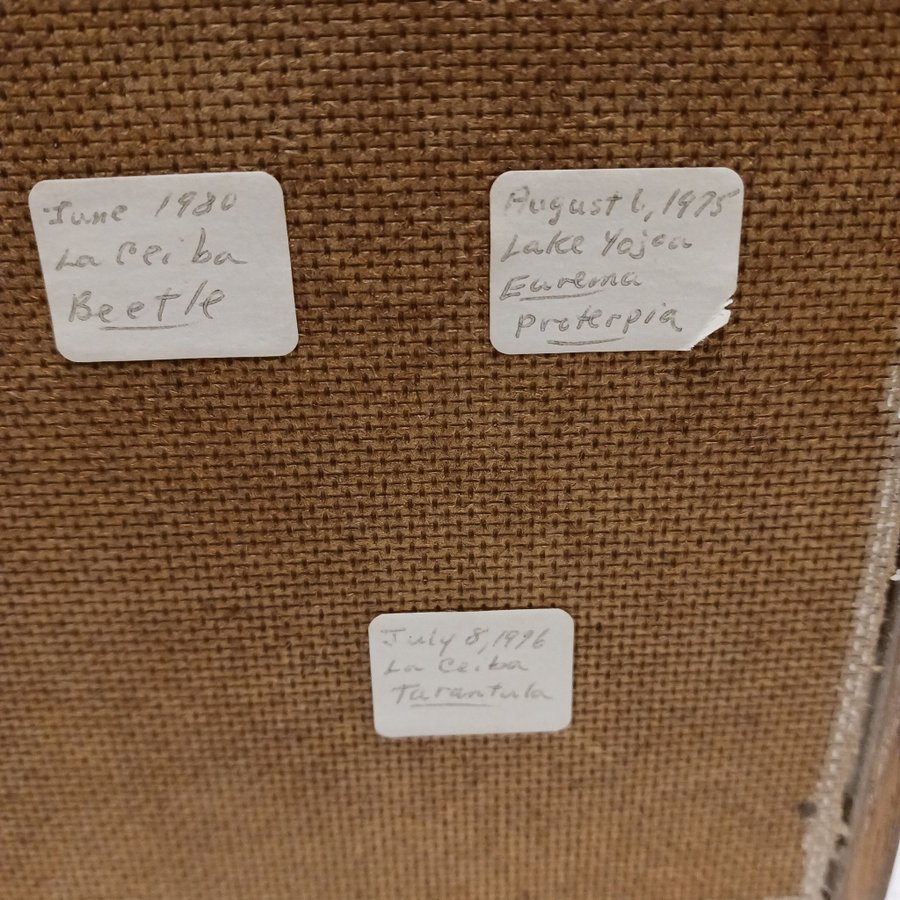 June 1980
La Ceiba
Beetle
August 1, 1975
Lake Yojoa
Eurema
proterpia
July 8, 1976
La Ceiba
Tarantula